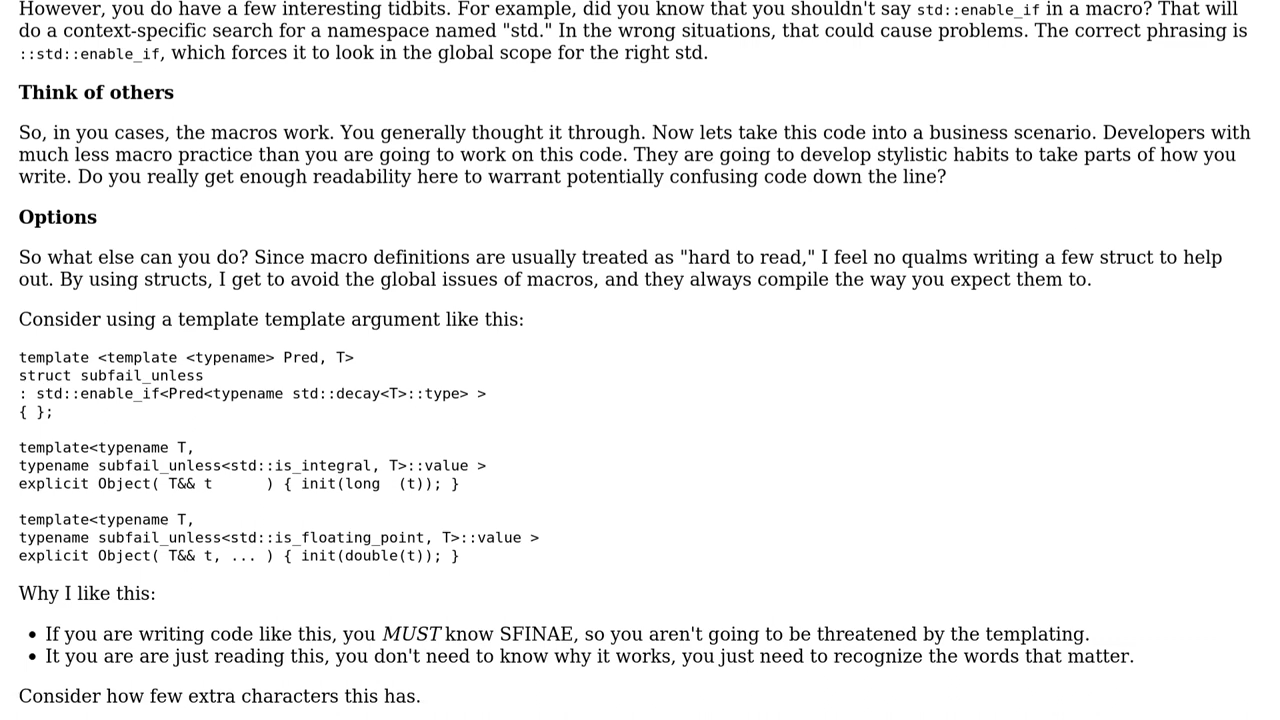 However, you do have a few interesting tidbits. For example, did you know that you shouldn't say std::enable_if in a macro? That will
do a context-specific search for a namespace named "std." In the wrong situations, that could cause problems. The correct phrasing is
::std::enable_if, which forces it to look in the global scope for the right std.
Think of others
So, in you cases, the macros work. You generally thought it through. Now lets take this code into a business scenario. Developers with
much less macro practice than you are going to work on this code. They are going to develop stylistic habits to take parts of how you
write. Do you really get enough readability here to warrant potentially confusing code down the line?
Options
So what else can you do? Since macro definitions are usually treated as "hard to read," I feel no qualms writing a few struct to help
out. By using structs, I get to avoid the global issues of macros, and they always compile the way you expect them to.
Consider using a template template argument like this:
template <template <typename> Pred, T>
struct subfail_unless
: std::enable_if<Pred<typename std::decay<T>::type> >
{ };
template<typename T,
typename subfail_unless<std::is_integral, T>::value >
explicit Object( T&& t      ) { init(long  (t)); }
template<typename T,
typename subfail_unless<std::is_floating_point, T>::value >
explicit Object( T&& t, ... ) { init(double(t)); }
Why I like this:
• If you are writing code like this, you MUST know SFINAE, so you aren't going to be threatened by the templating.
• It you are are just reading this, you don't need to know why it works, you just need to recognize the words that matter.
Consider how few extra characters this has.